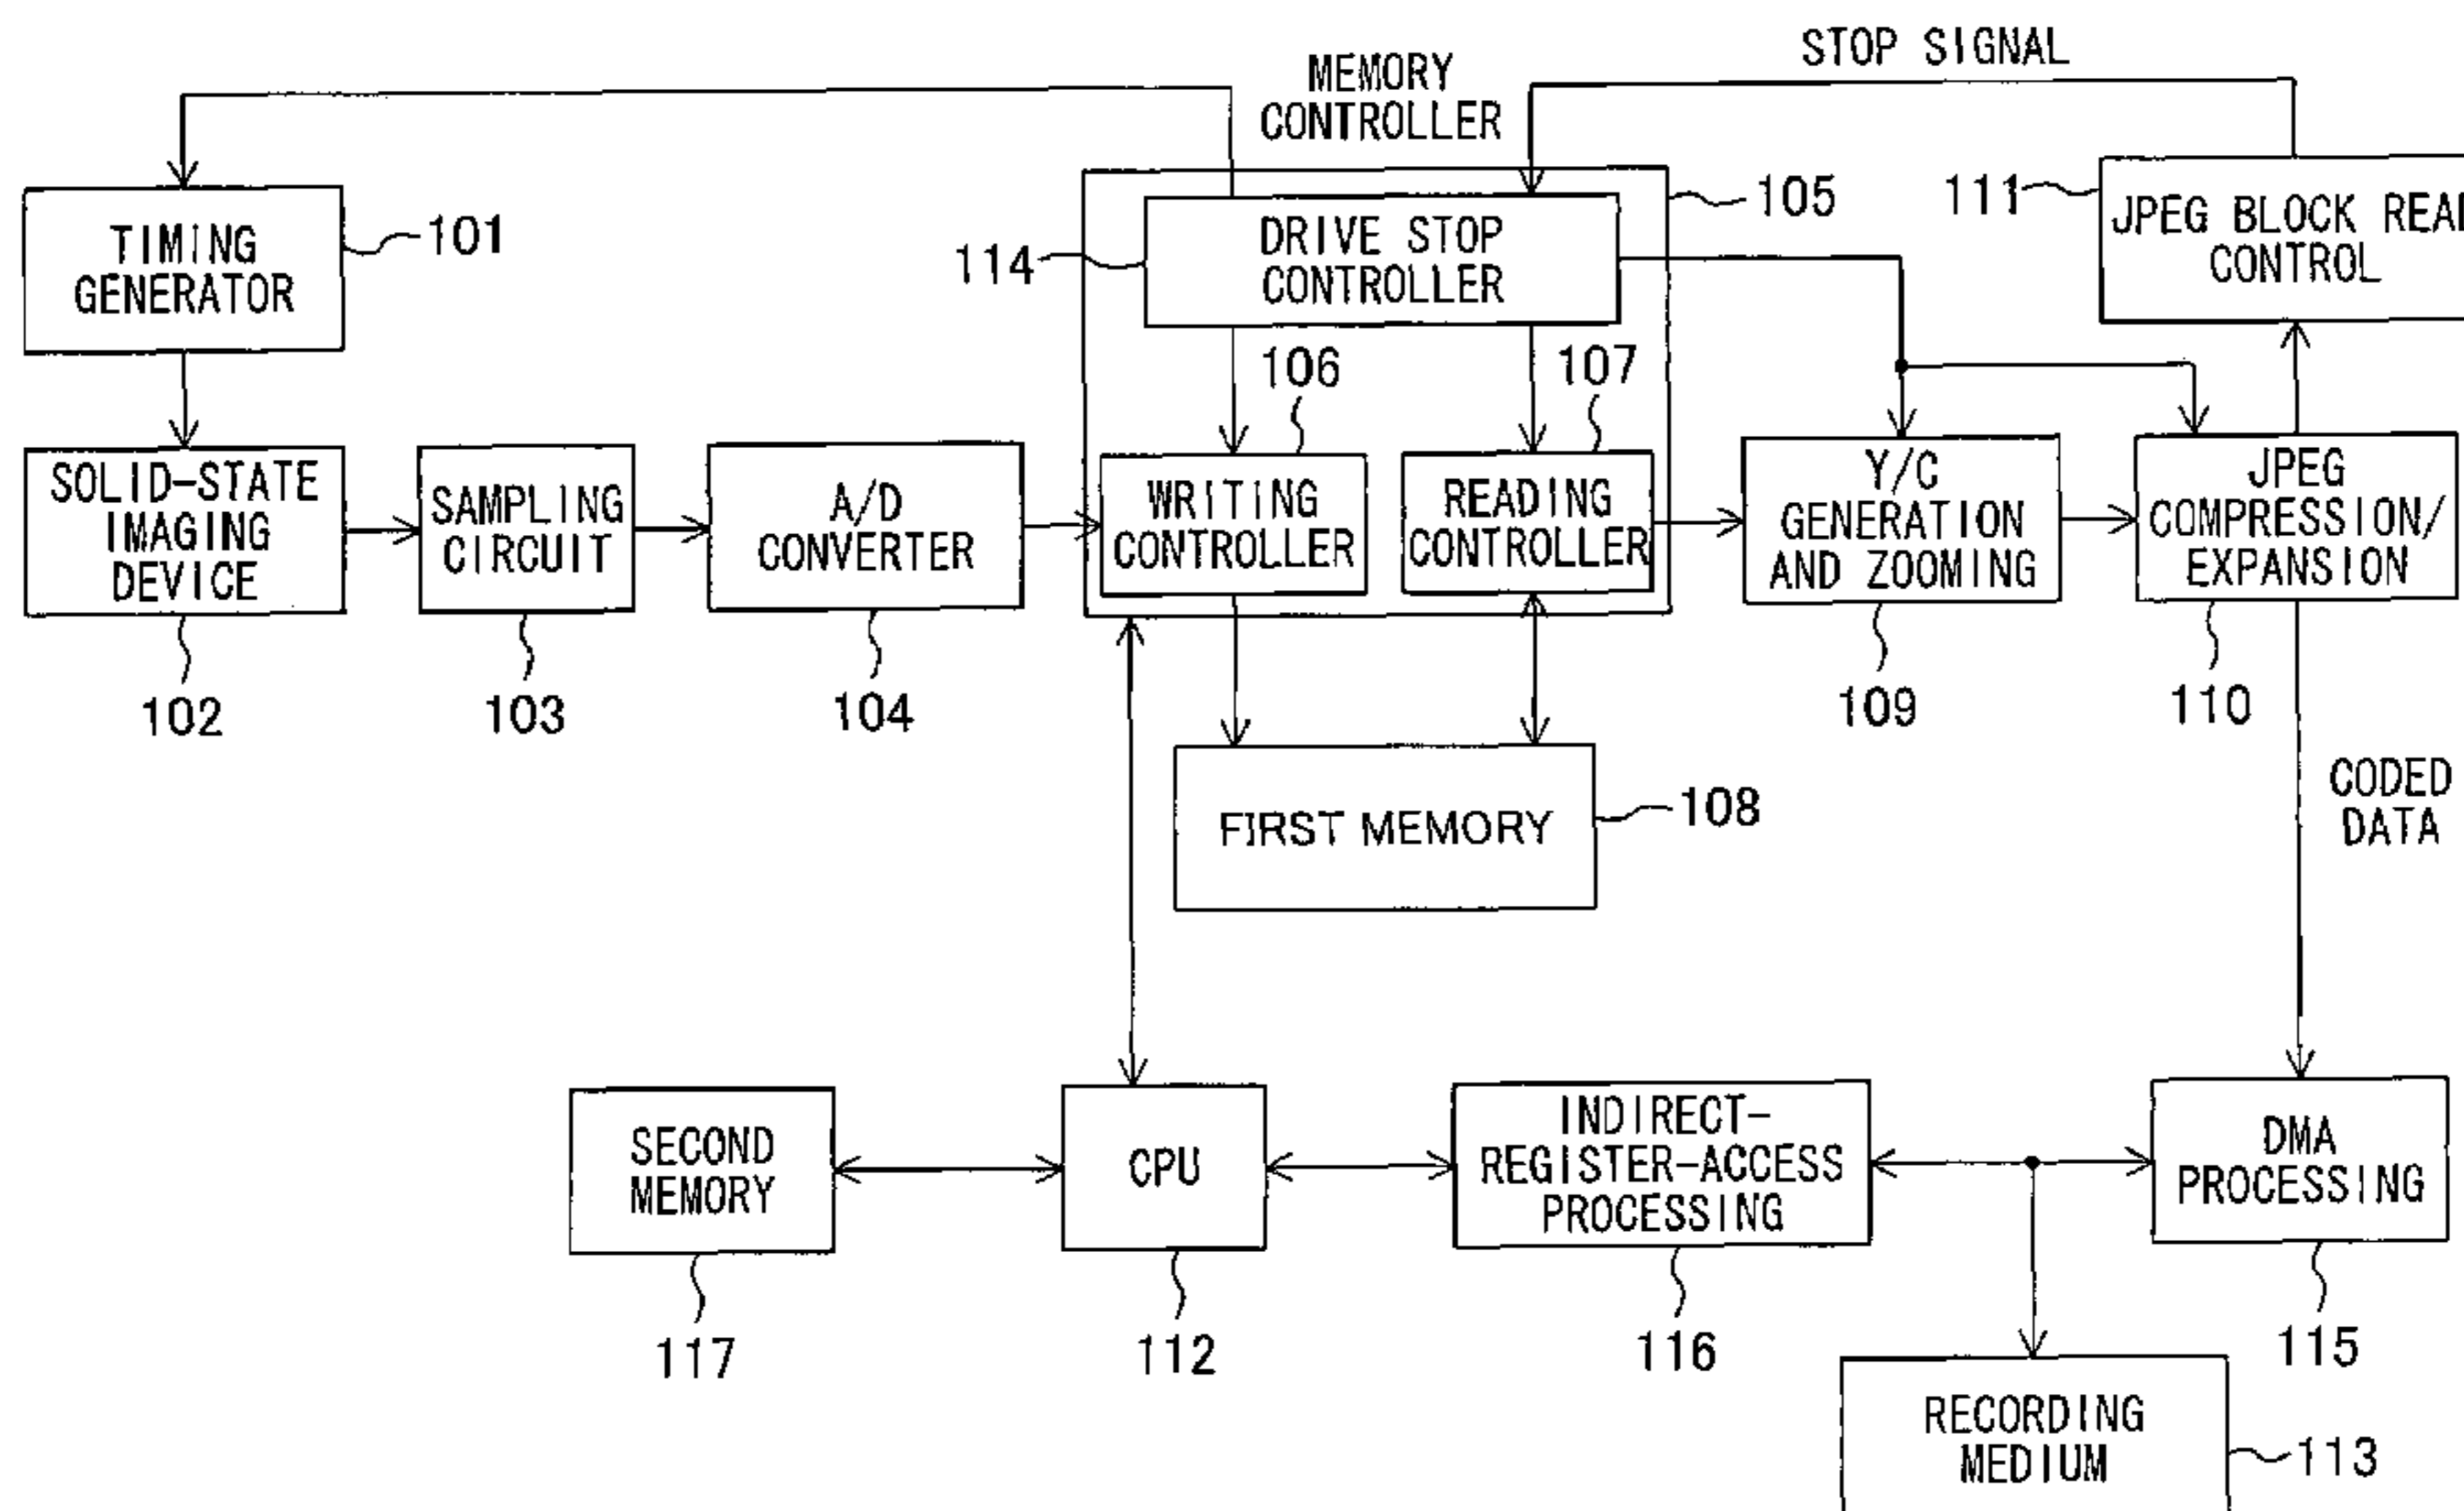 STOP SIGNAL
MEMORY
CONTROLLER
TIMING
GENERATOR
101
114
DRIVE STOP
CONTROLLER
105
111
JPEG BLOCK REA
CONTROL
106
107
SOLID-STATE
IMAGING
DEVICE
SAMPLING
CIRCUIT
A/D
CONVERTER
WRITING
CONTROLLER
READING
CONTROLLER
Y/C
GENERATION
AND ZOOMING
JPEG
COMPRESSION/
EXPANSION
102
103
104
109
110
FIRST MEMORY
108
CODED
DATA
SECOND
MEMORY
CPU
INDIRECT-
REGISTER-ACCESS
PROCESSING
DMA
PROCESSING
117
112
116
115
RECORDING
MEDIUM
113